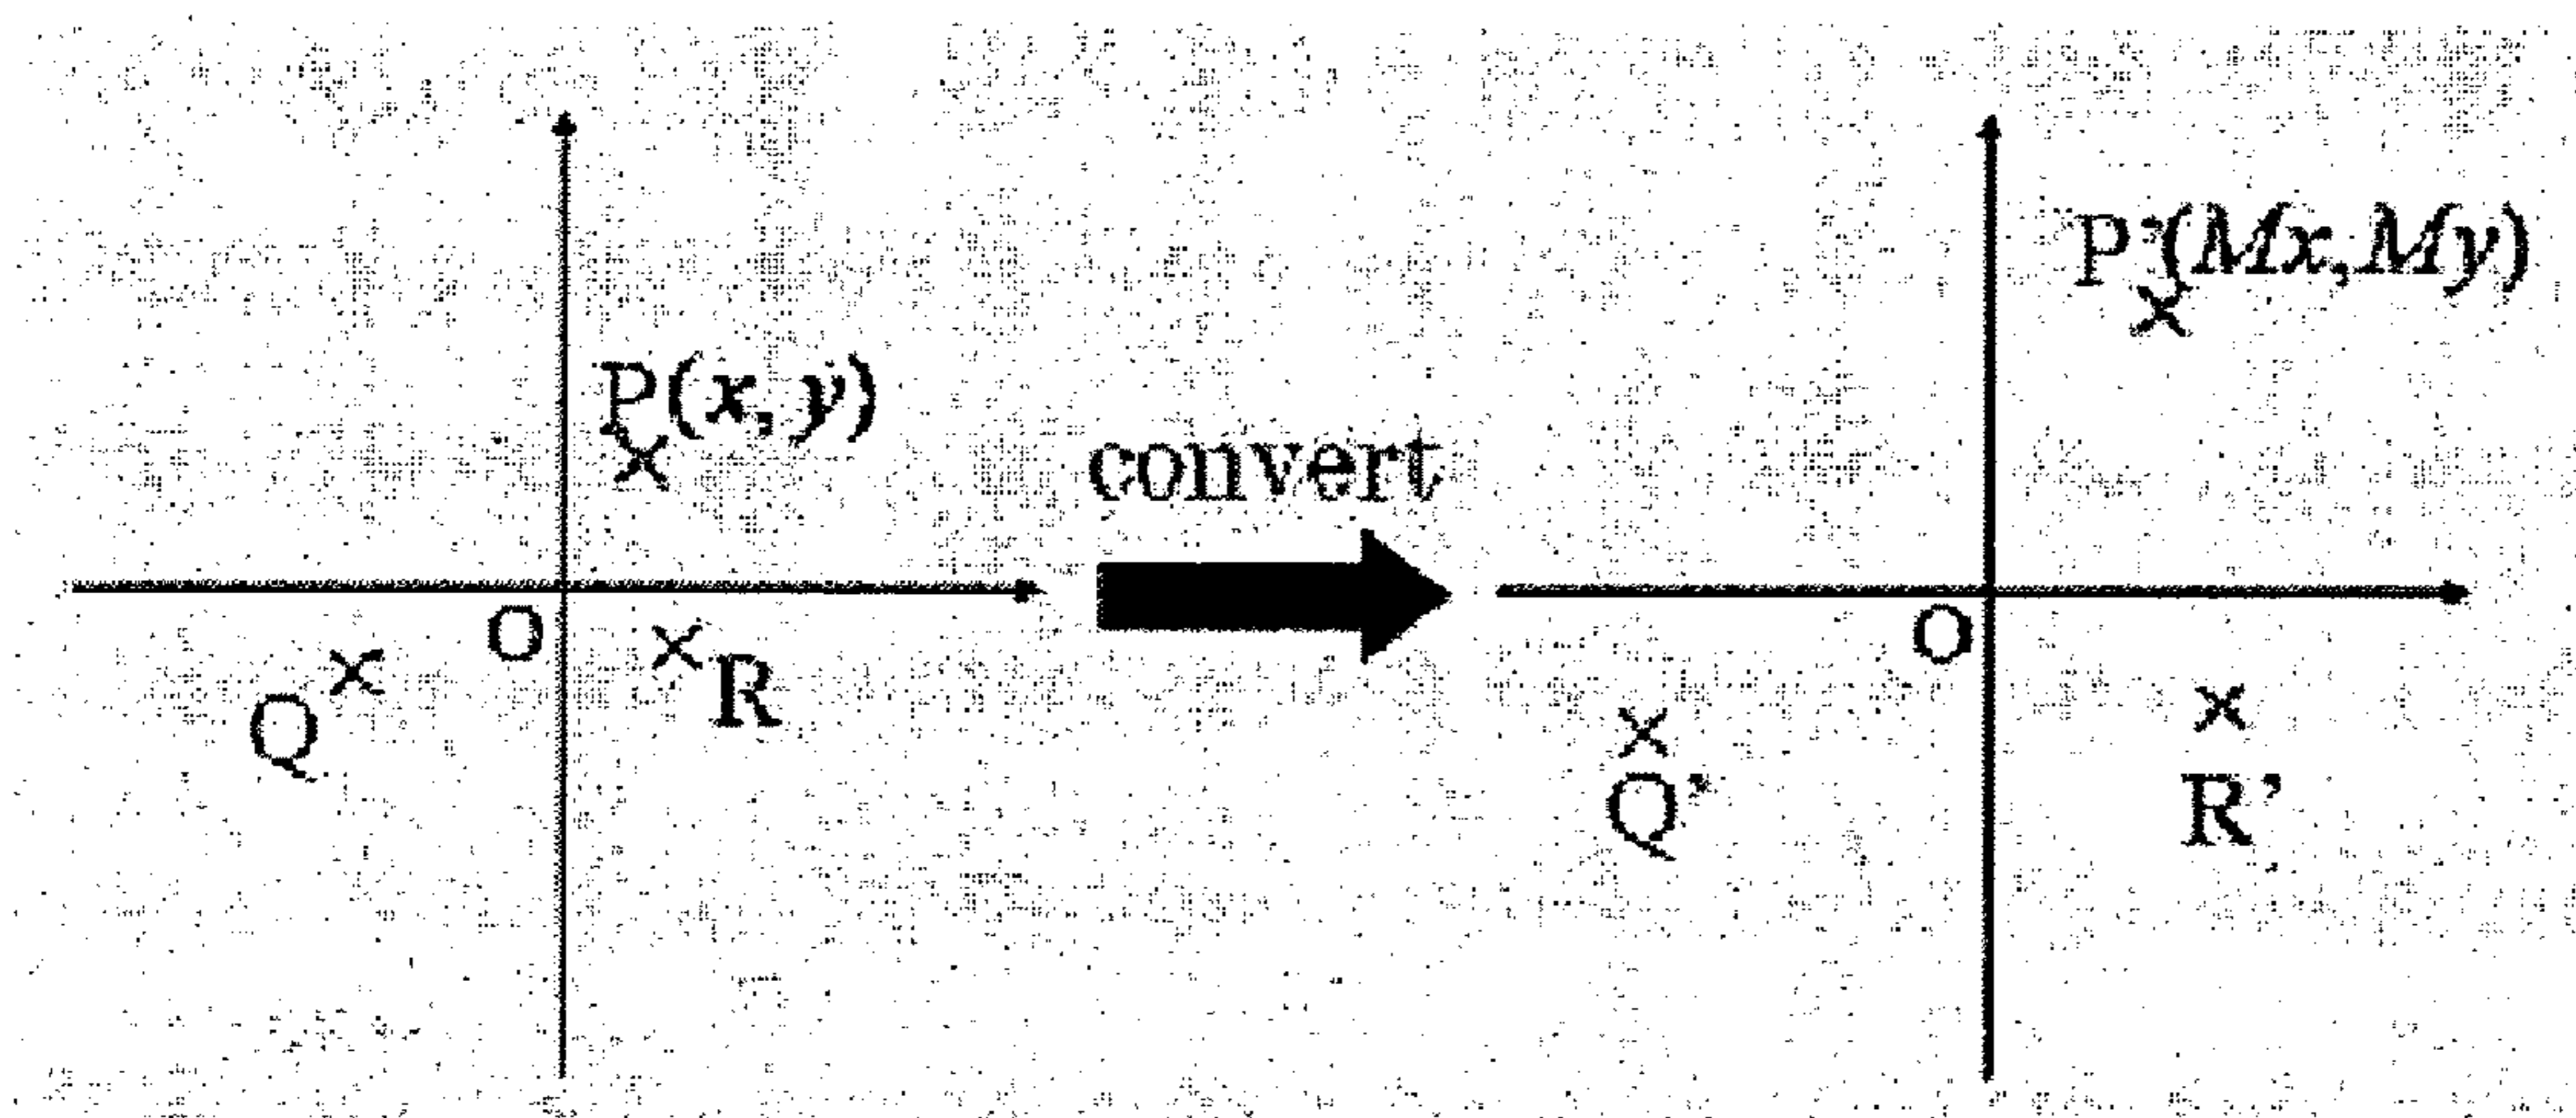 P(x, y)
O
Q
R
convert
P'(Mx, My)
O
Q'
R'